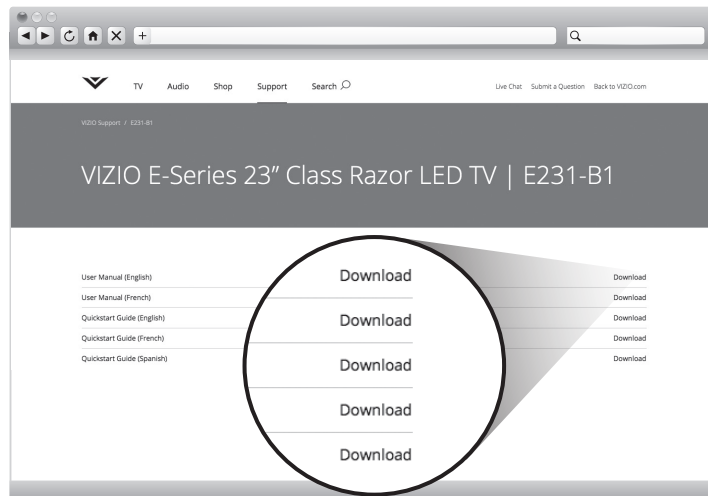 TV Audio Shop Support Search Live Chat Submit a Question Back to VIZIO.com
VIZIO Support / E231-B1
VIZIO E-Series 23" Class Razor LED TV | E231-B1
User Manual (English) Download
User Manual (French) Download
Quickstart Guide (English) Download
Quickstart Guide (French) Download
Quickstart Guide (Spanish) Download
Download
Download
Download
Download
Download